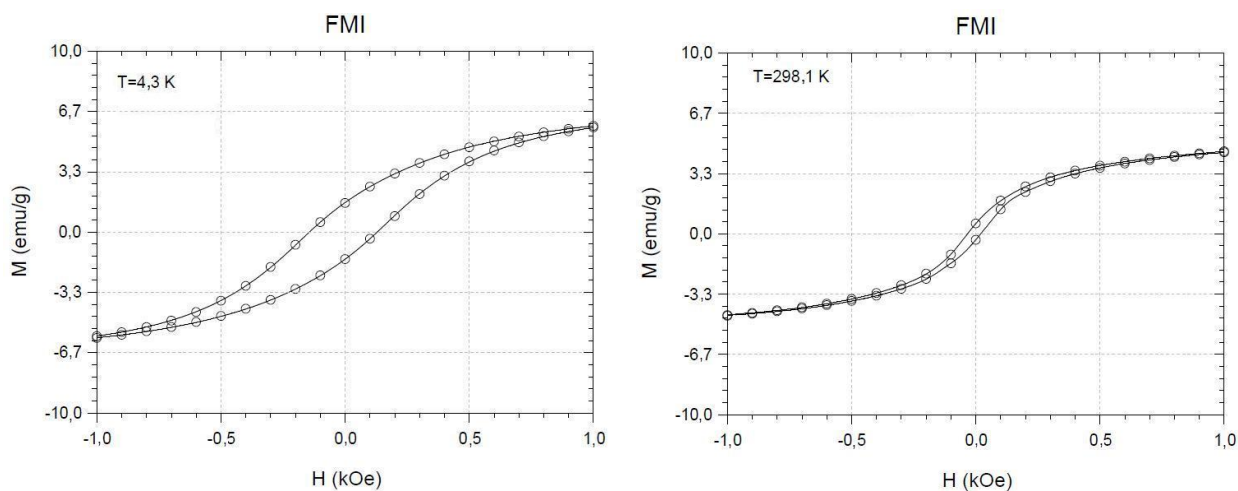 FMI
10,0
T=4,3 K
6,7
3,3
0,0
-3,3
-6,7
-10,0
M (emu/g)
-1,0 -0,5 0,0 0,5 1,0
H (kOe)
FMI
10,0
T=298,1 K
6,7
3,3
0,0
-3,3
-6,7
-10,0
M (emu/g)
-1,0 -0,5 0,0 0,5 1,0
H (kOe)